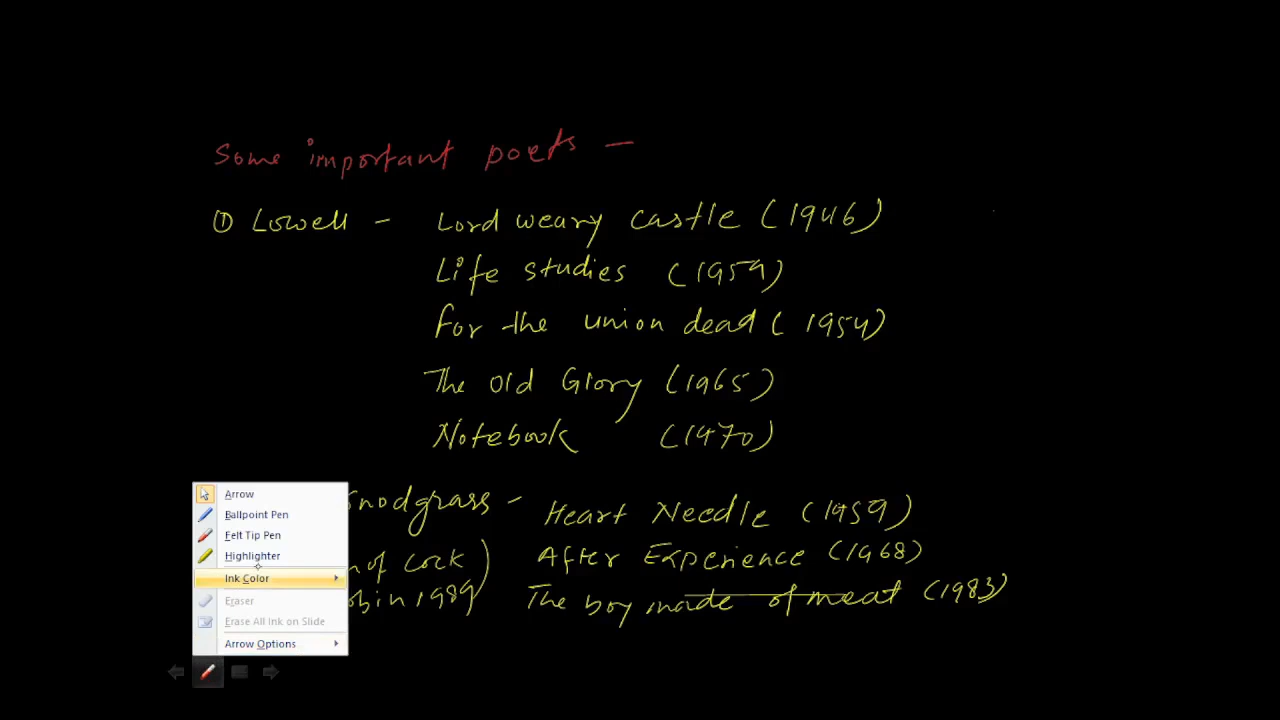 Some important poets —
① Lowell - Lord weary castle (1946)
Life studies (1959)
For the union dead (1954)
The Old Glory (1965)
Notebook (1970)
Snodgrass - Heart Needle (1959)
of Cock) After Experience (1968)
obin 1989 The boy made of meat (1983)
Arrow
Ballpoint Pen
Felt Tip Pen
Highlighter
Ink Color
Eraser
Erase All Ink on Slide
Arrow Options